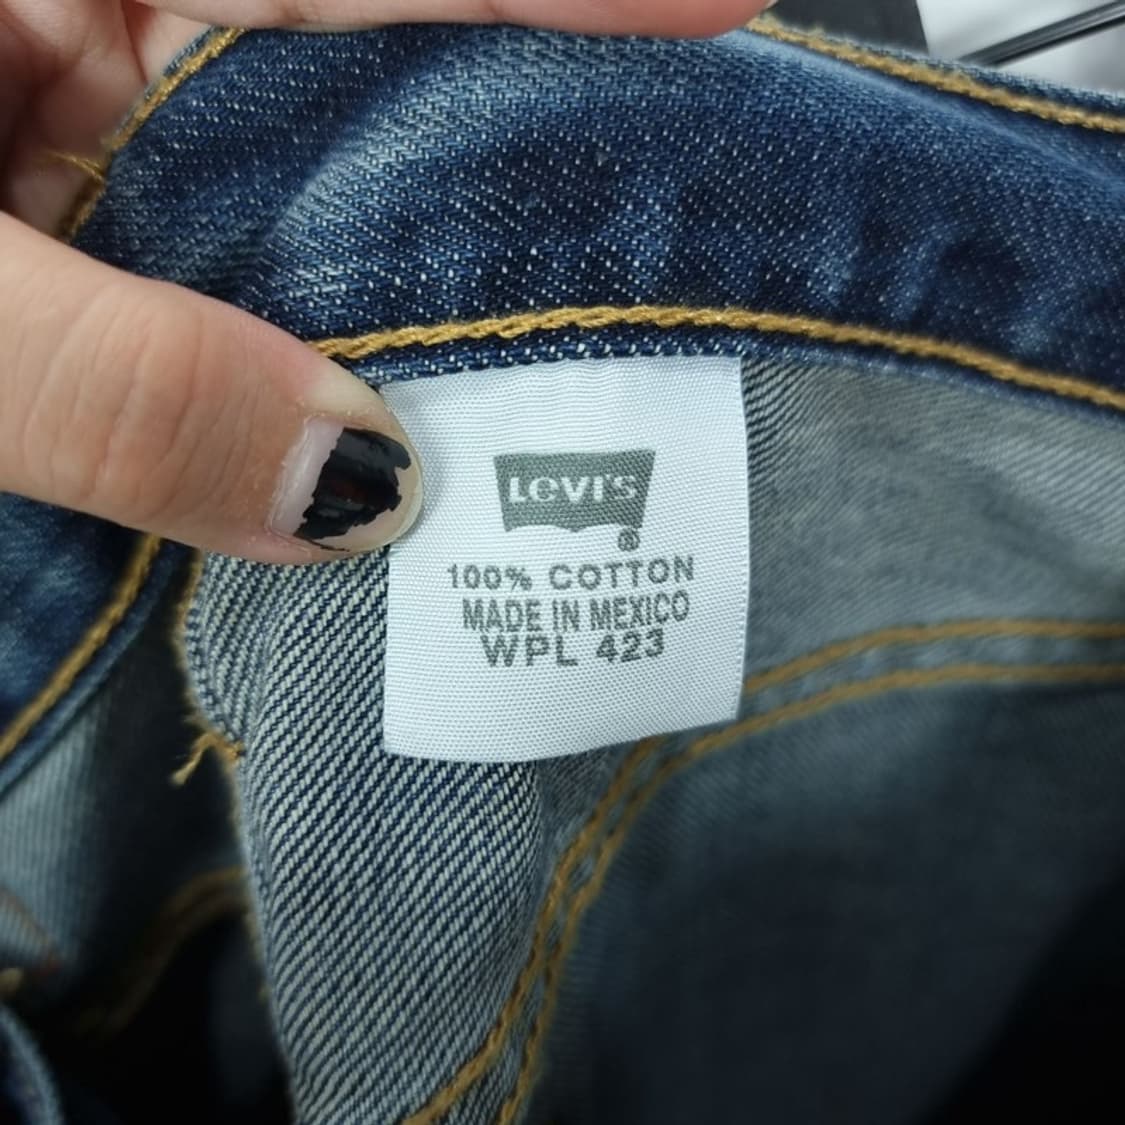 Levi's
®
100% COTTON
MADE IN MEXICO
WPL 423